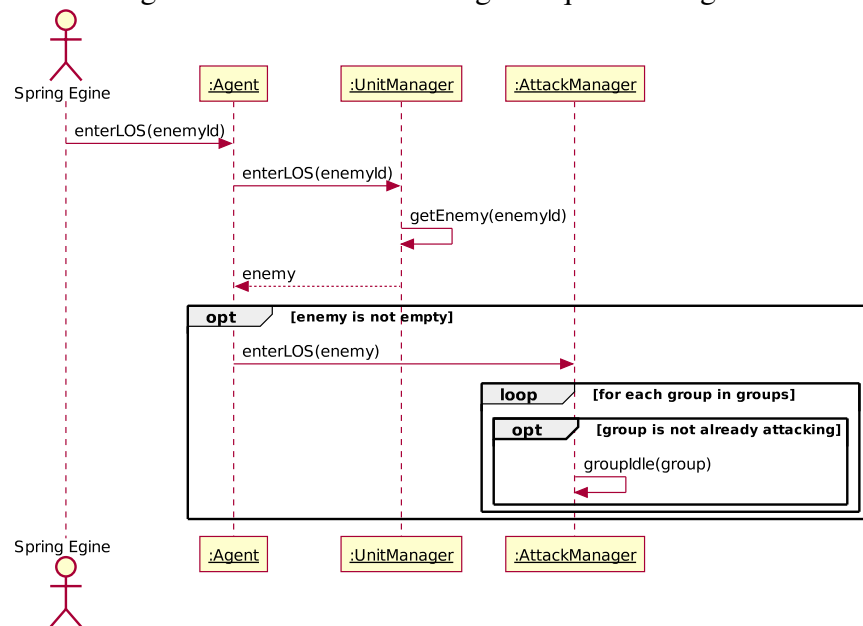 Spring Egine
:Agent
:UnitManager
:AttackManager
enterLOS(enemyId)
enterLOS(enemyId)
getEnemy(enemyId)
enemy
opt [enemy is not empty]
enterLOS(enemy)
loop [for each group in groups]
opt [group is not already attacking]
groupIdle(group)
Spring Egine
:Agent
:UnitManager
:AttackManager